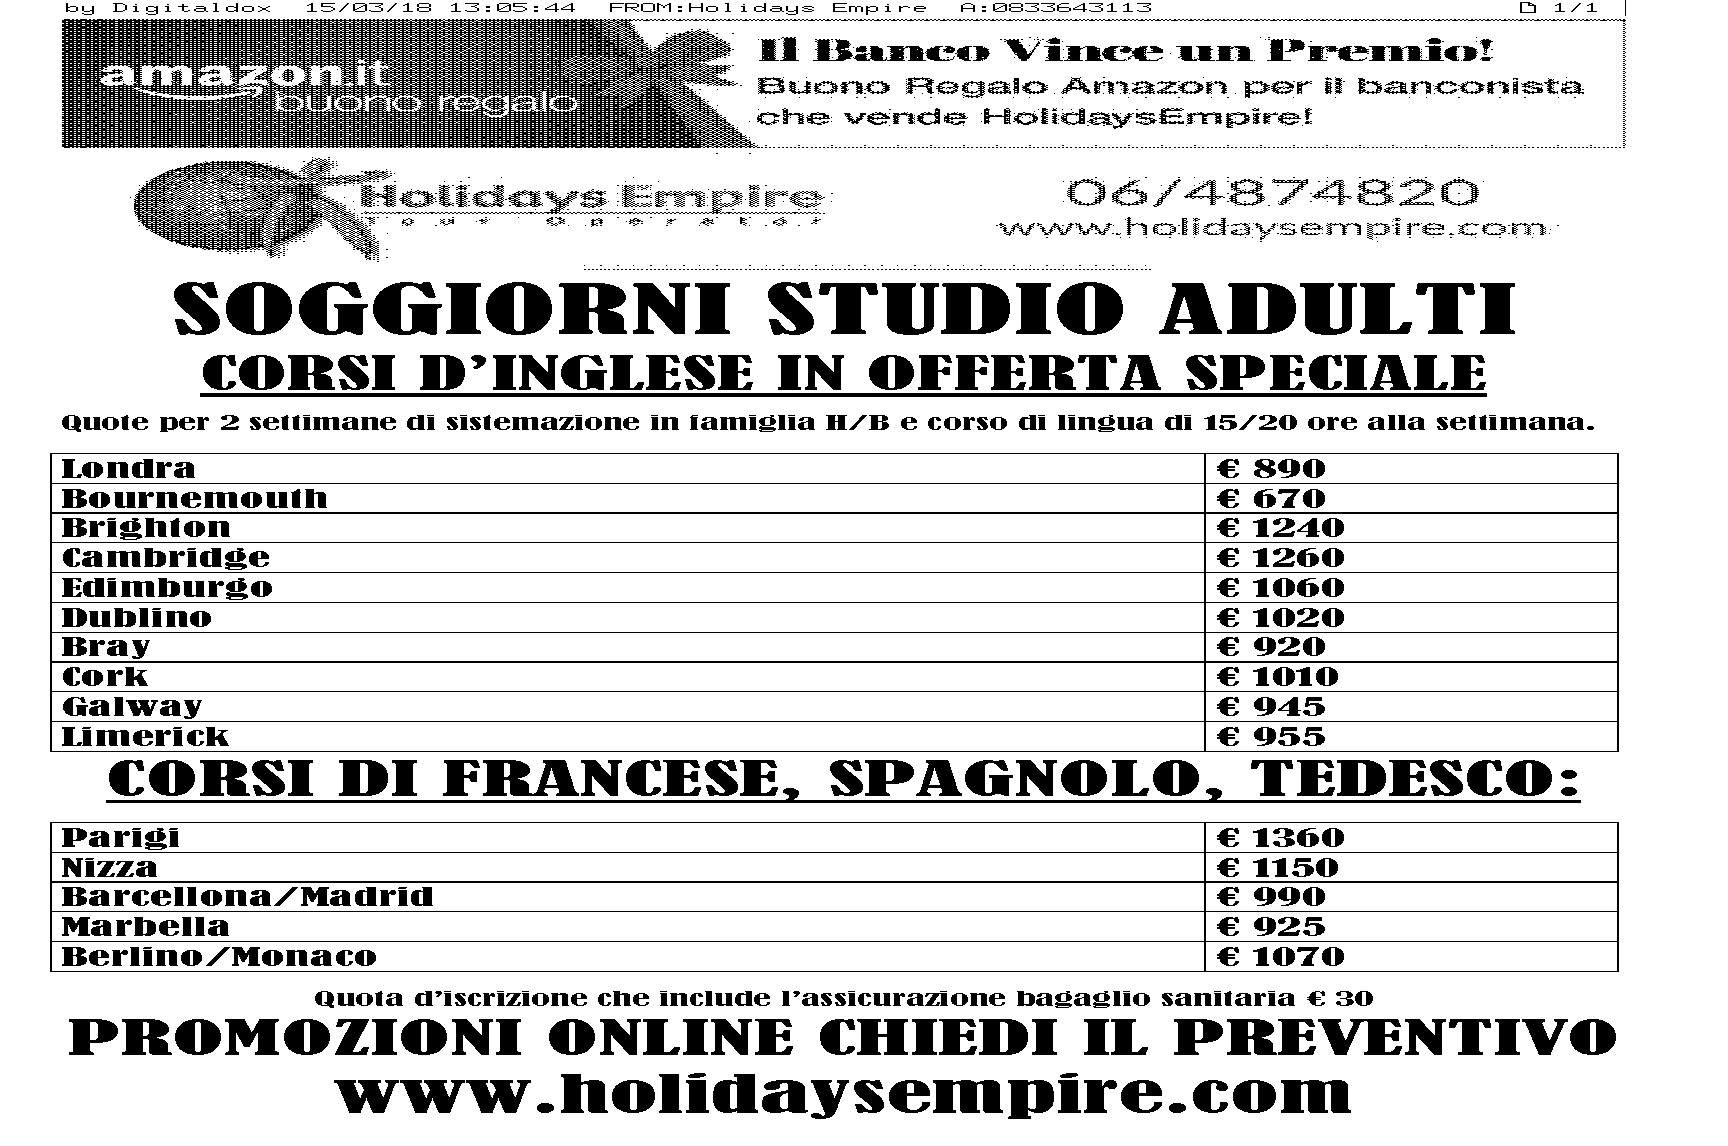 by Digitaldox 15/03/18 13:05:44 FROM:Holidays Empire A:0833643113 1/1
amazon.it
buono regalo
Il Banco Vince un Premio!
Buono Regalo Amazon per il banconista
che vende HolidaysEmpire!
Holidays Empire
Tour Operator
06/4874820
www.holidaysempire.com
SOGGIORNI STUDIO ADULTI
CORSI D'INGLESE IN OFFERTA SPECIALE
Quote per 2 settimane di sistemazione in famiglia H/B e corso di lingua di 15/20 ore alla settimana.
Londra € 890
Bournemouth € 670
Brighton € 1240
Cambridge € 1260
Edimburgo € 1060
Dublino € 1020
Bray € 920
Cork € 1010
Galway € 945
Limerick € 955
CORSI DI FRANCESE, SPAGNOLO, TEDESCO:
Parigi € 1360
Nizza € 1150
Barcellona/Madrid € 990
Marbella € 925
Berlino/Monaco € 1070
Quota d'iscrizione che include l'assicurazione bagaglio sanitaria € 30
PROMOZIONI ONLINE CHIEDI IL PREVENTIVO
www.holidaysempire.com